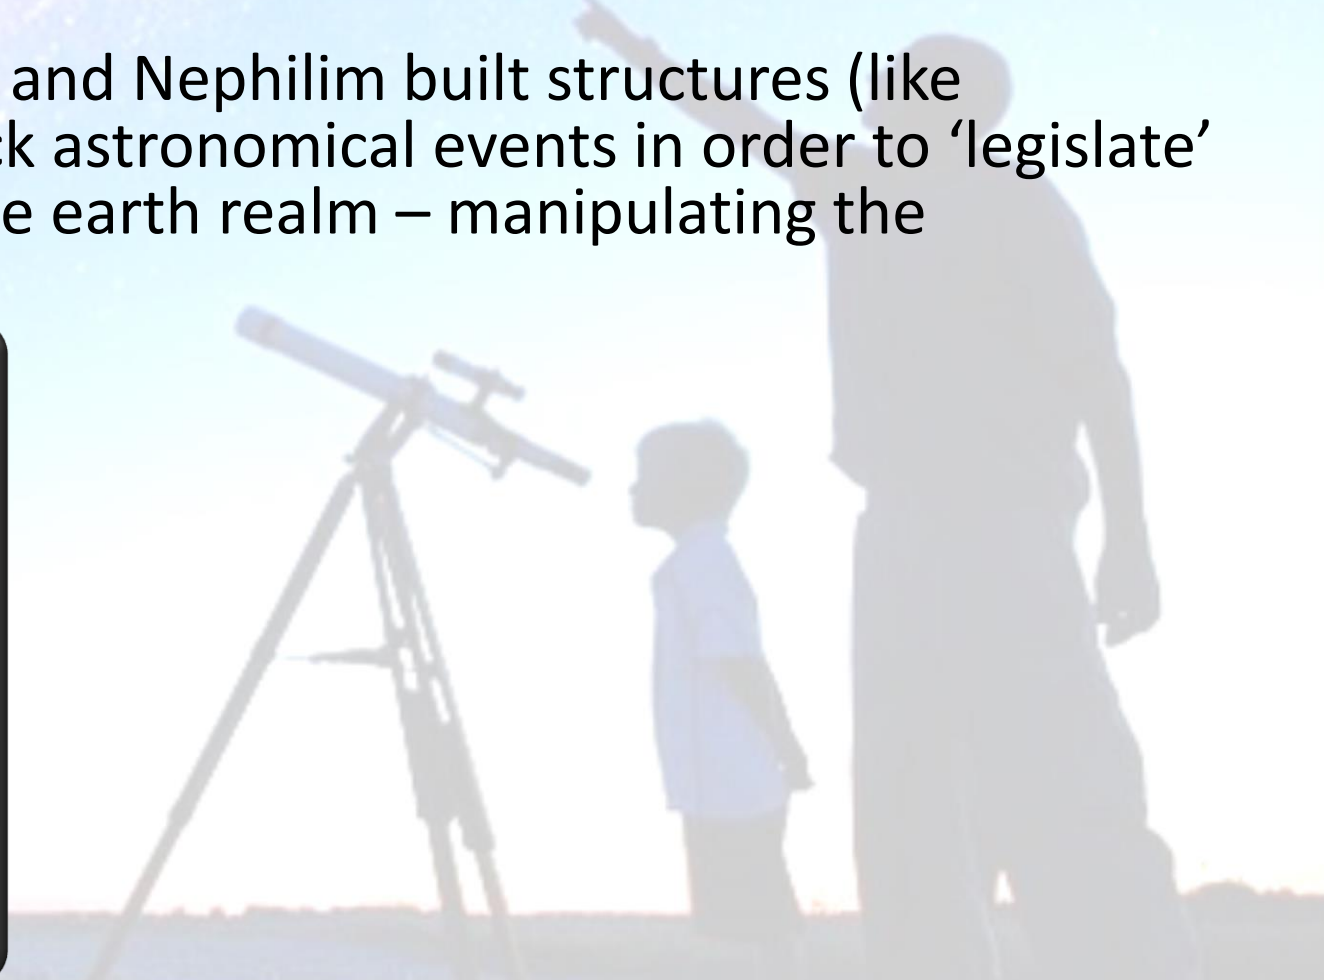 and Nephilim built structures (like
astronomical events in order to ‘legislate’
earth realm – manipulating the